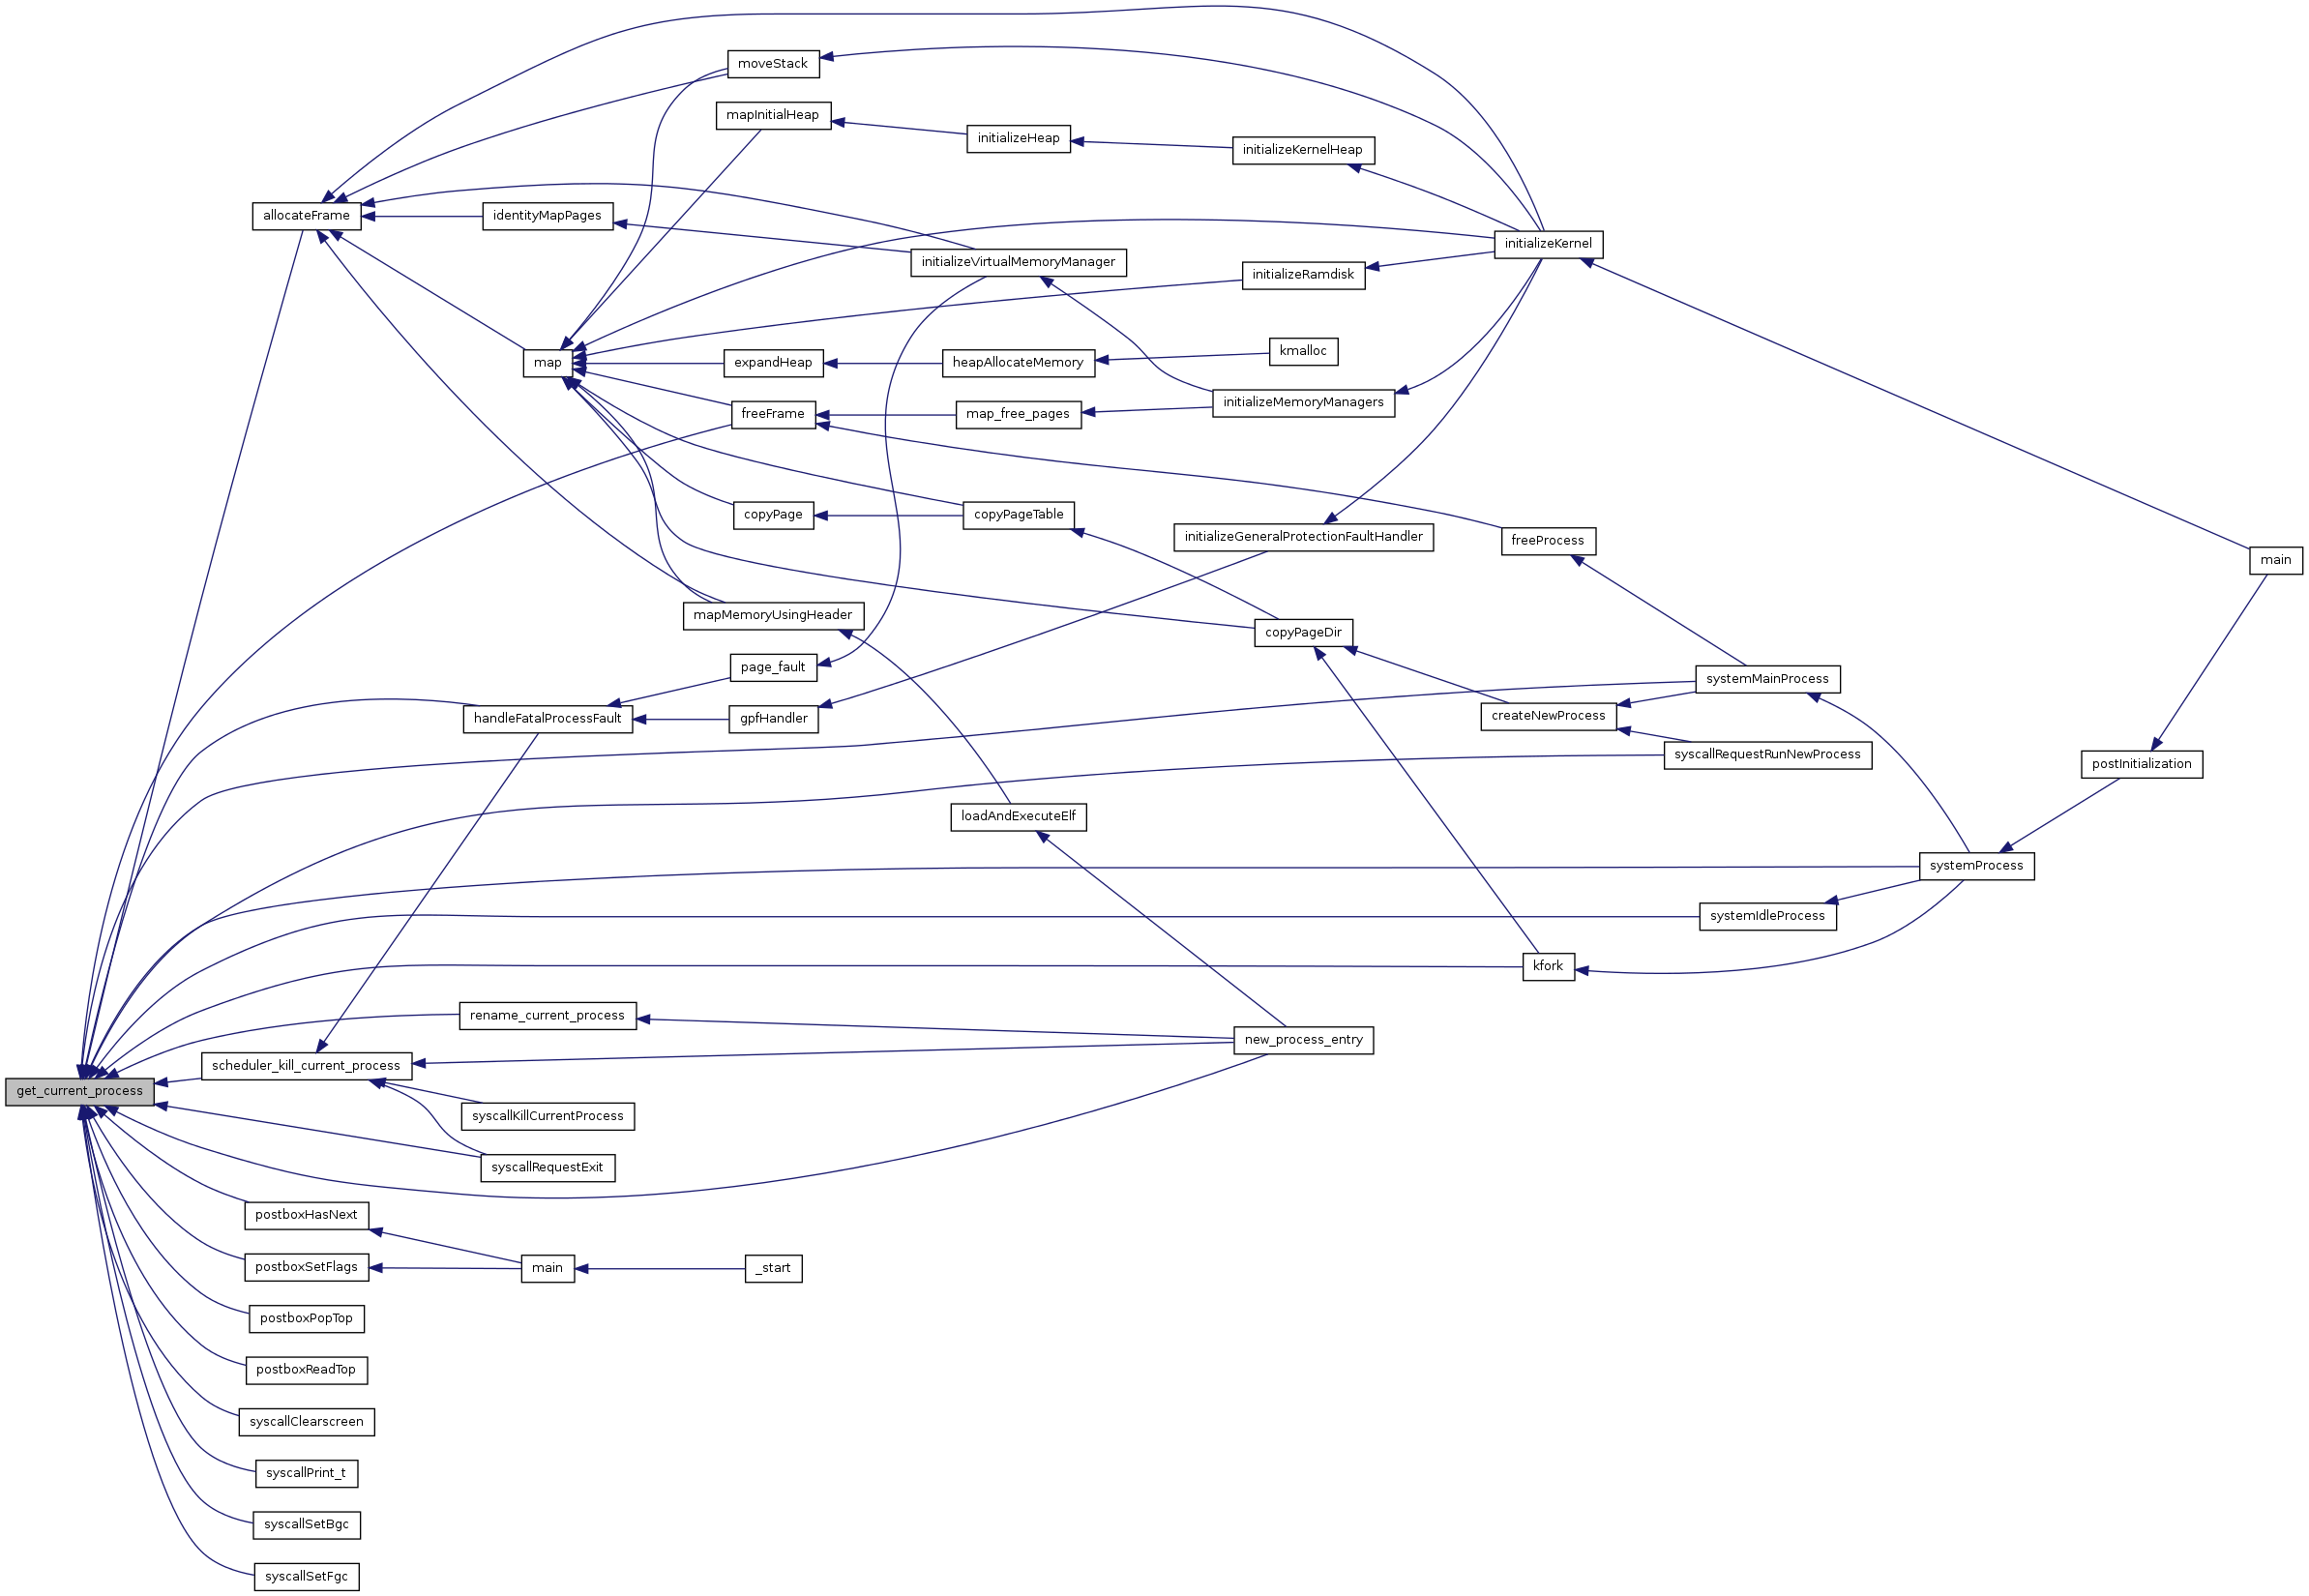 moveStack
mapInitialHeap
initializeHeap
initializeKernelHeap
allocateFrame
identityMapPages
initializeKernel
initializeVirtualMemoryManager
initializeRamdisk
kmalloc
map
expandHeap
heapAllocateMemory
initializeMemoryManagers
freeFrame
map_free_pages
copyPage
copyPageTable
initializeGeneralProtectionFaultHandler
freeProcess
main
mapMemoryUsingHeader
copyPageDir
page_fault
systemMainProcess
handleFatalProcessFault
gpfHandler
createNewProcess
syscallRequestRunNewProcess
postInitialization
loadAndExecuteElf
systemProcess
systemIdleProcess
kfork
rename_current_process
new_process_entry
scheduler_kill_current_process
get_current_process
syscallKillCurrentProcess
syscallRequestExit
postboxHasNext
postboxSetFlags
main
_start
postboxPopTop
postboxReadTop
syscallClearscreen
syscallPrint_t
syscallSetBgc
syscallSetFgc